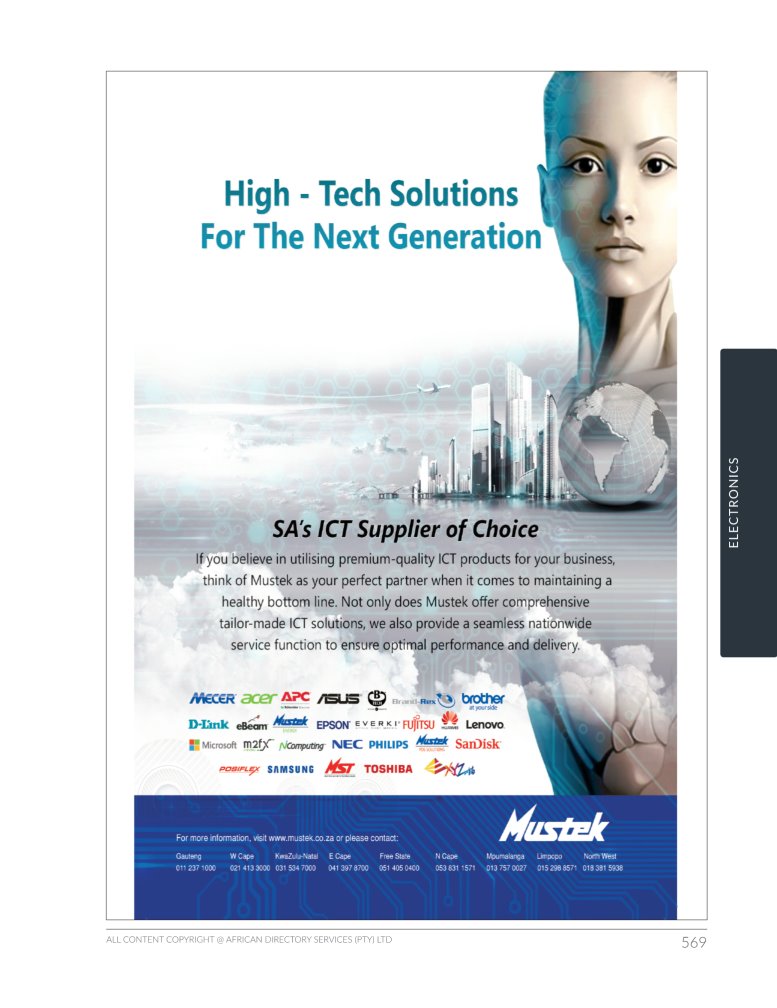 High - Tech Solutions
For The Next Generation
SA's ICT Supplier of Choice
If you believe in utilising premium-quality ICT products for your business,
think of Mustek as your perfect partner when it comes to maintaining a
healthy bottom line. Not only does Mustek offer comprehensive
tailor-made ICT solutions, we also provide a seamless nationwide
service function to ensure optimal performance and delivery.
MECER acer APC ASUS Brand-Rex brother
at your side
D-Link eBeam Mustek EPSON EVERKI FUJITSU HUAWEI Lenovo
Microsoft m2fx NComputing NEC PHILIPS Mustek SanDisk
POSIFLEX SAMSUNG MST TOSHIBA
Mustek
For more information, visit www.mustek.co.za or please contact:
Gauteng W Cape KwaZulu-Natal E Cape Free State N Cape Mpumalanga Limpopo North West
011 237 1000 021 413 3000 031 534 7000 041 397 8700 051 405 0400 053 831 1571 013 757 0027 015 298 8571 018 381 5938
ELECTRONICS
ALL CONTENT COPYRIGHT @ AFRICAN DIRECTORY SERVICES (PTY) LTD
569